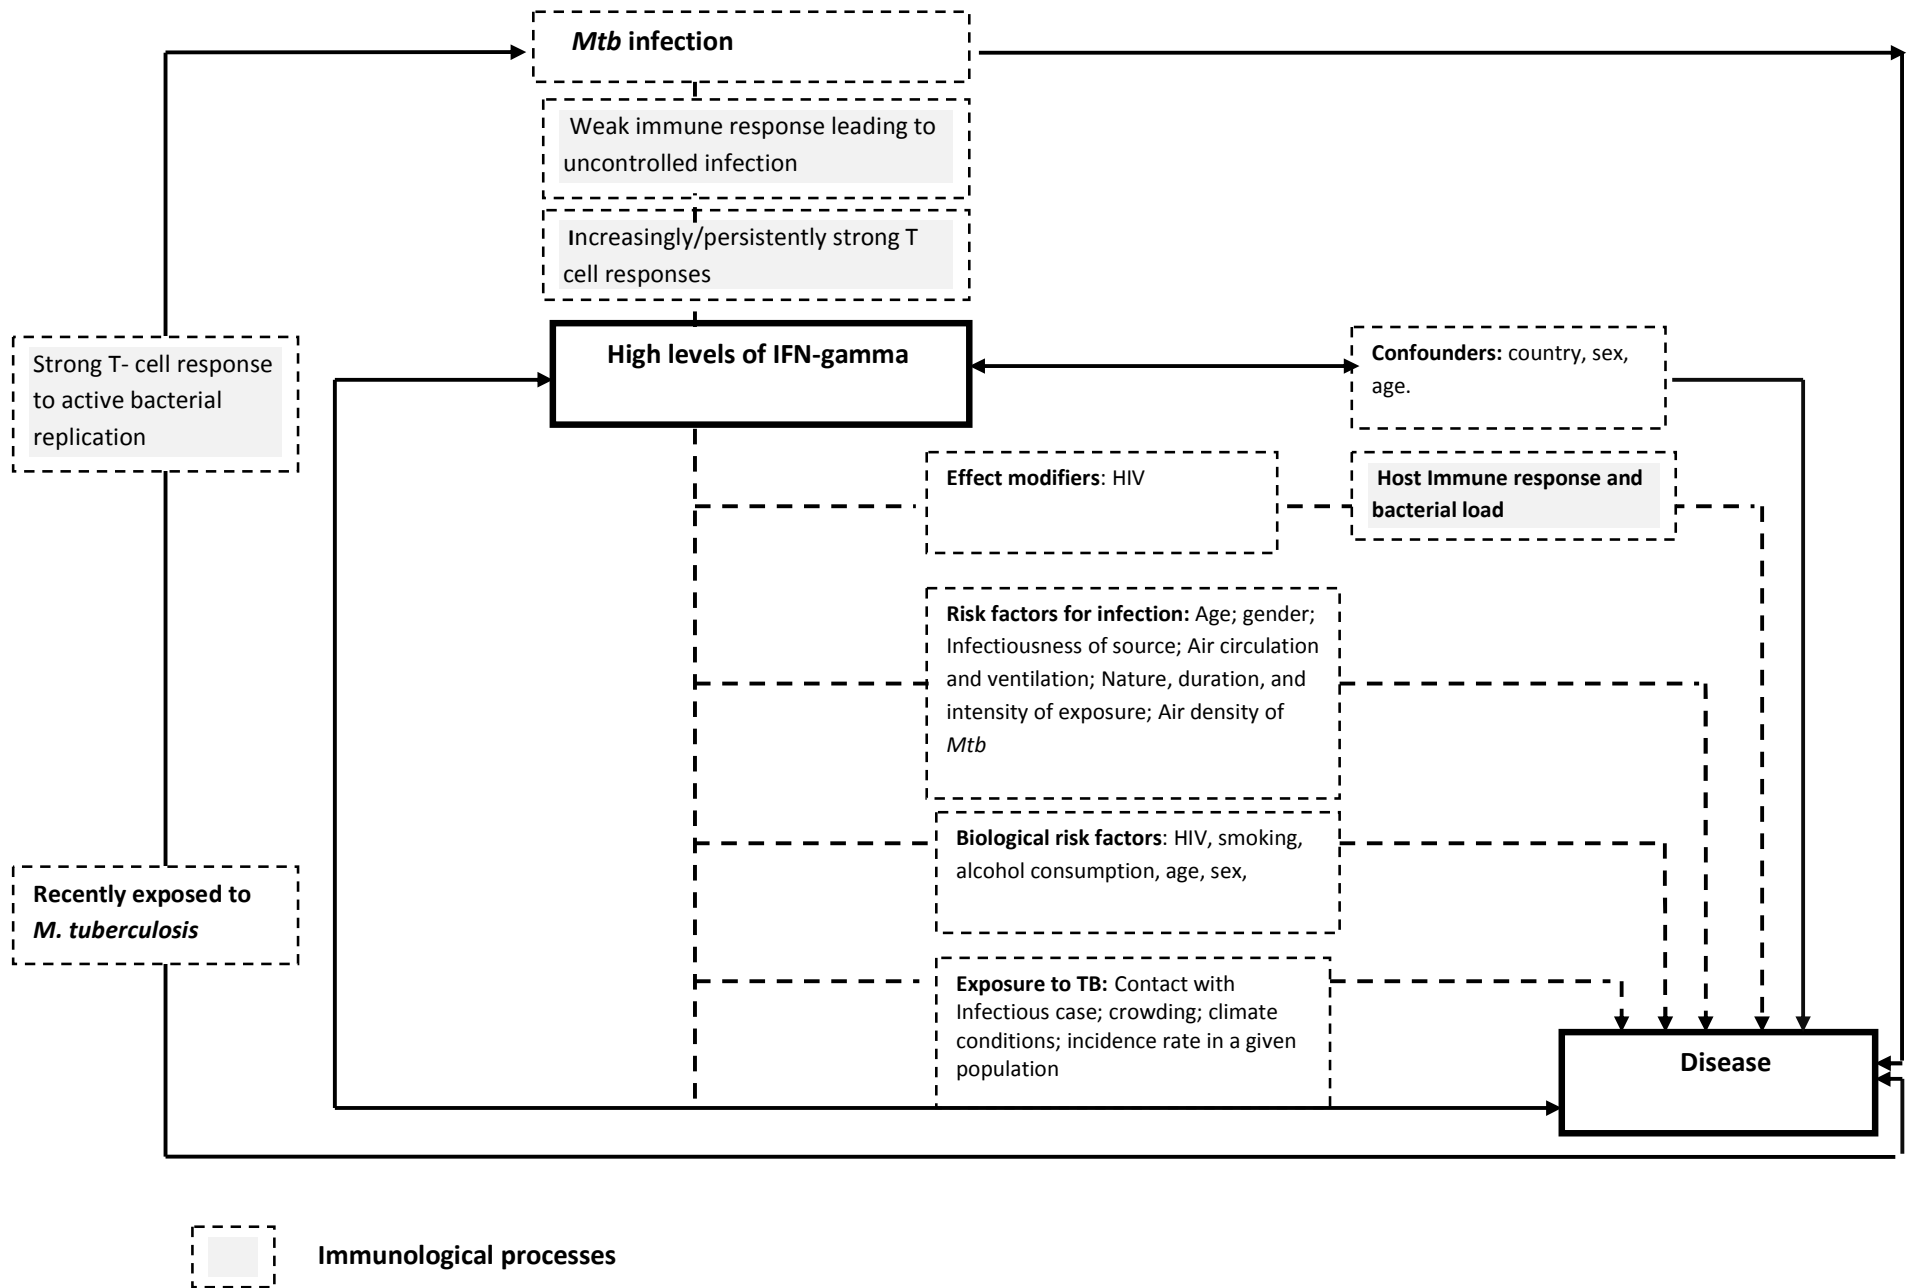 Mtb infection
Weak immune response leading to
uncontrolled infection
Increasingly/persistently strong T
cell responses
High levels of IFN-gamma
Confounders: country, sex,
age.
Strong T- cell response
to active bacterial
replication
Effect modifiers: HIV
Host Immune response and
bacterial load
Risk factors for infection: Age; gender;
Infectiousness of source; Air circulation
and ventilation; Nature, duration, and
intensity of exposure; Air density of
Mtb
Biological risk factors: HIV, smoking,
alcohol consumption, age, sex,
Recently exposed to
M. tuberculosis
Exposure to TB: Contact with
Infectious case; crowding; climate
conditions; incidence rate in a given
population
Disease
Immunological processes